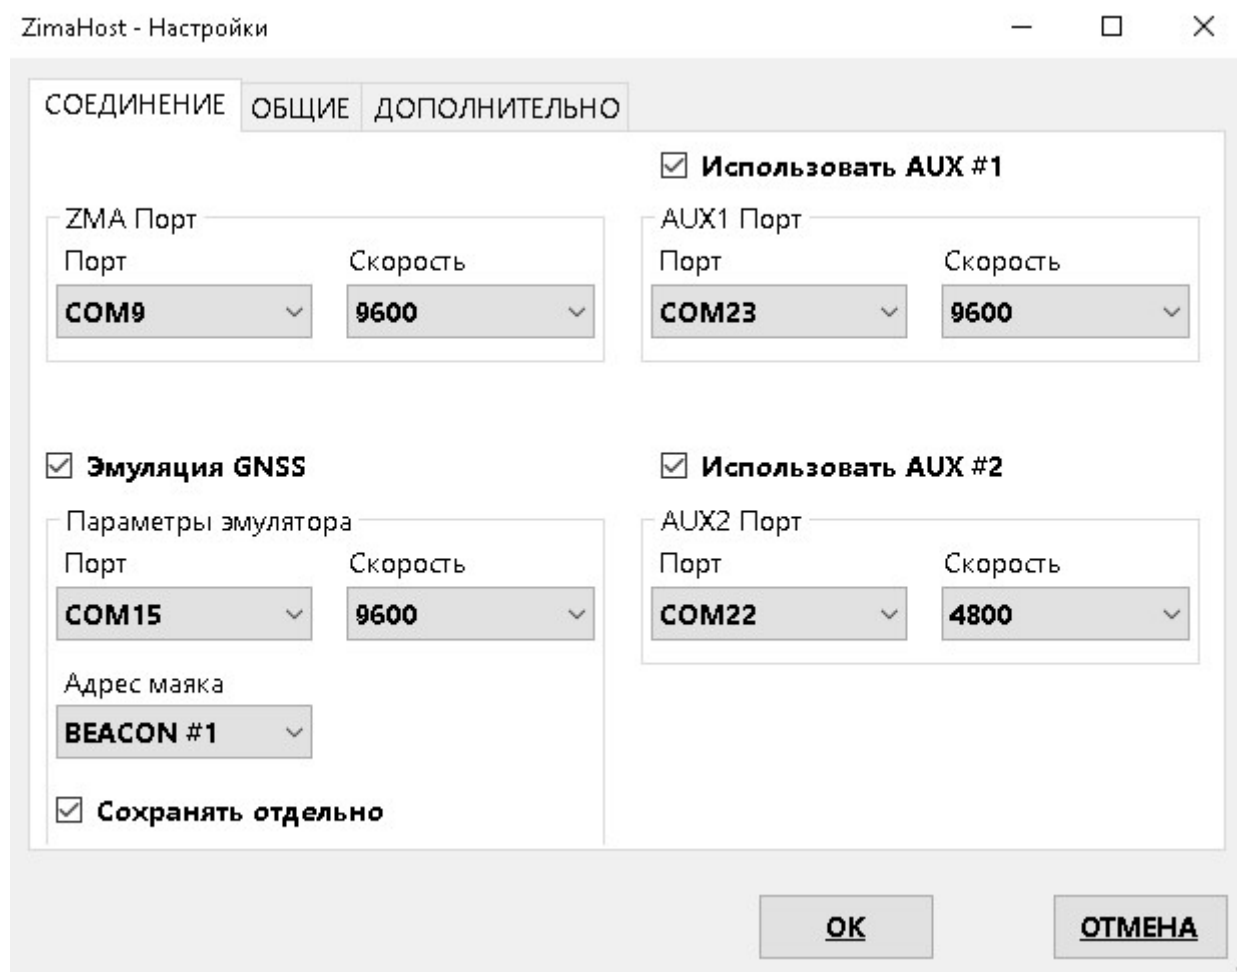 ZimaHost - Настройки
СОЕДИНЕНИЕ ОБЩИЕ ДОПОЛНИТЕЛЬНО
Использовать AUX #1
ZMA Порт
Порт Скорость
COM9 9600
AUX1 Порт
Порт Скорость
COM23 9600
Эмуляция GNSS
Параметры эмулятора
Порт Скорость
COM15 9600
Адрес маяка
BEACON #1
Сохранять отдельно
Использовать AUX #2
AUX2 Порт
Порт Скорость
COM22 4800
OK ОТМЕНА